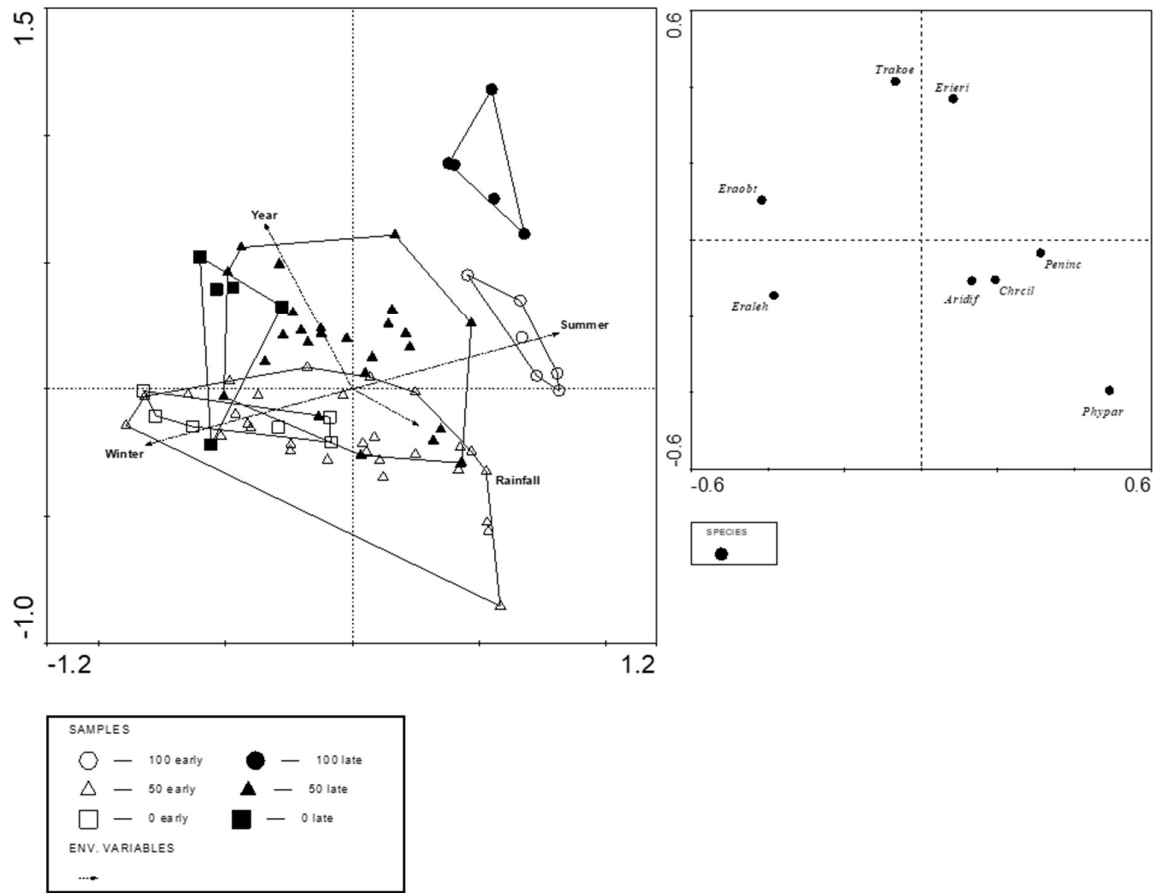 1.5
Year
Summer
Winter
Rainfall
-1.0
-1.2
1.2
SAMPLES
100 early
100 late
50 early
50 late
0 early
0 late
ENV. VARIABLES
0.6
Trakoe
Erieri
Eraobt
Peninc
Aridif
Chrcil
Eraleh
Phypar
-0.6
-0.6
0.6
SPECIES